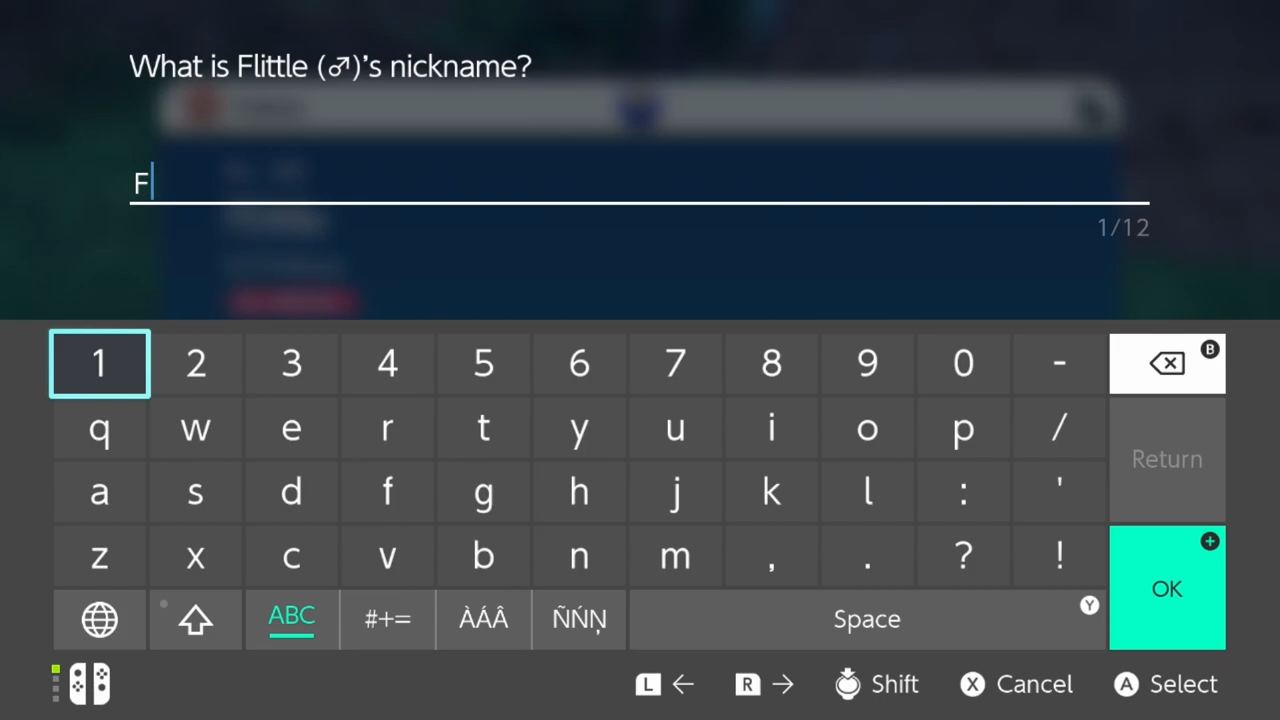 What is Flittle (♂)'s nickname?
F
1/12
1 2 3 4 5 6 7 8 9 0 - B
q w e r t y u i o p /
Return
a s d f g h j k l : '
z x c v b n m , . ? ! +
OK
ABC #+= ÀÁÂ ÑŃŅ Space Y
L ← R → Shift X Cancel A Select